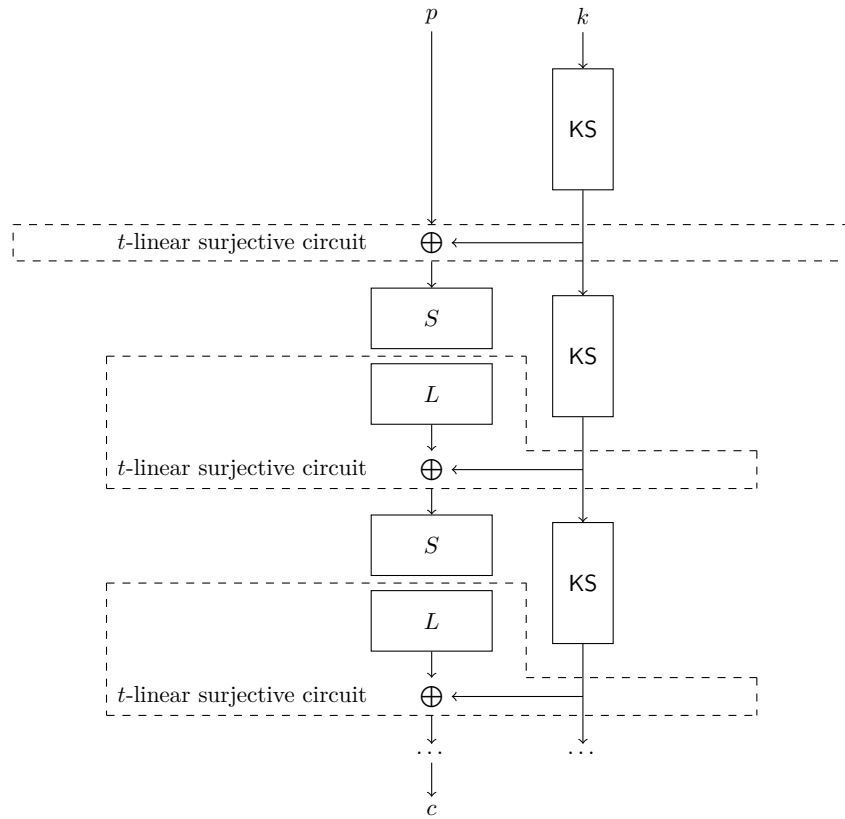 p k
KS
t-linear surjective circuit
S
KS
L
t-linear surjective circuit
S
KS
L
t-linear surjective circuit
... ...
c